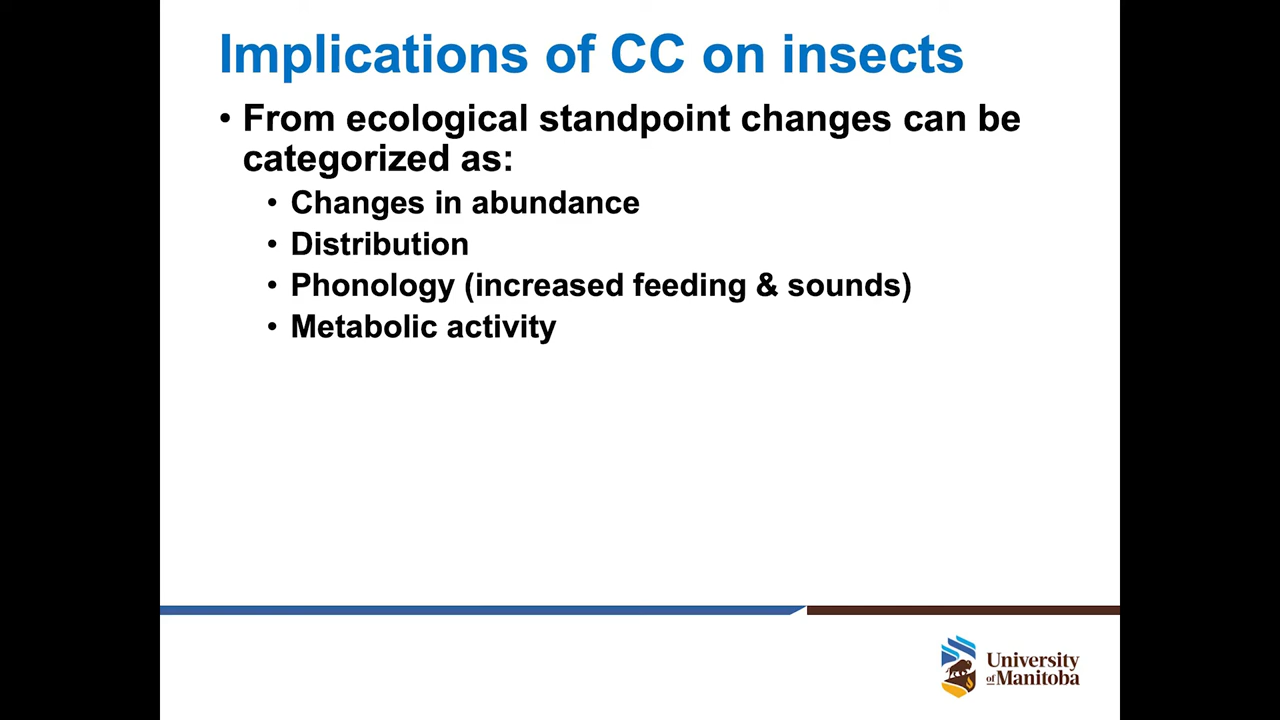 Implications of CC on insects
• From ecological standpoint changes can be
categorized as:
• Changes in abundance
• Distribution
• Phonology (increased feeding & sounds)
• Metabolic activity
University
of Manitoba